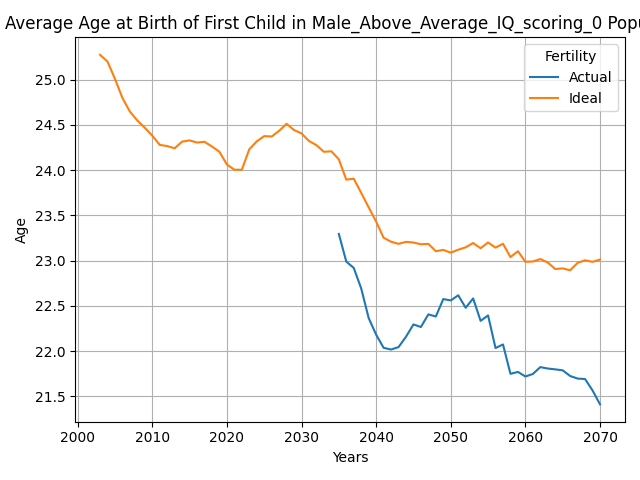 Average Age at Birth of First Child in Male_Above_Average_IQ_scoring_0 Popu
Fertility
Actual
Ideal
25.0
24.5
24.0
23.5
23.0
22.5
22.0
21.5
Age
2000 2010 2020 2030 2040 2050 2060 2070
Years